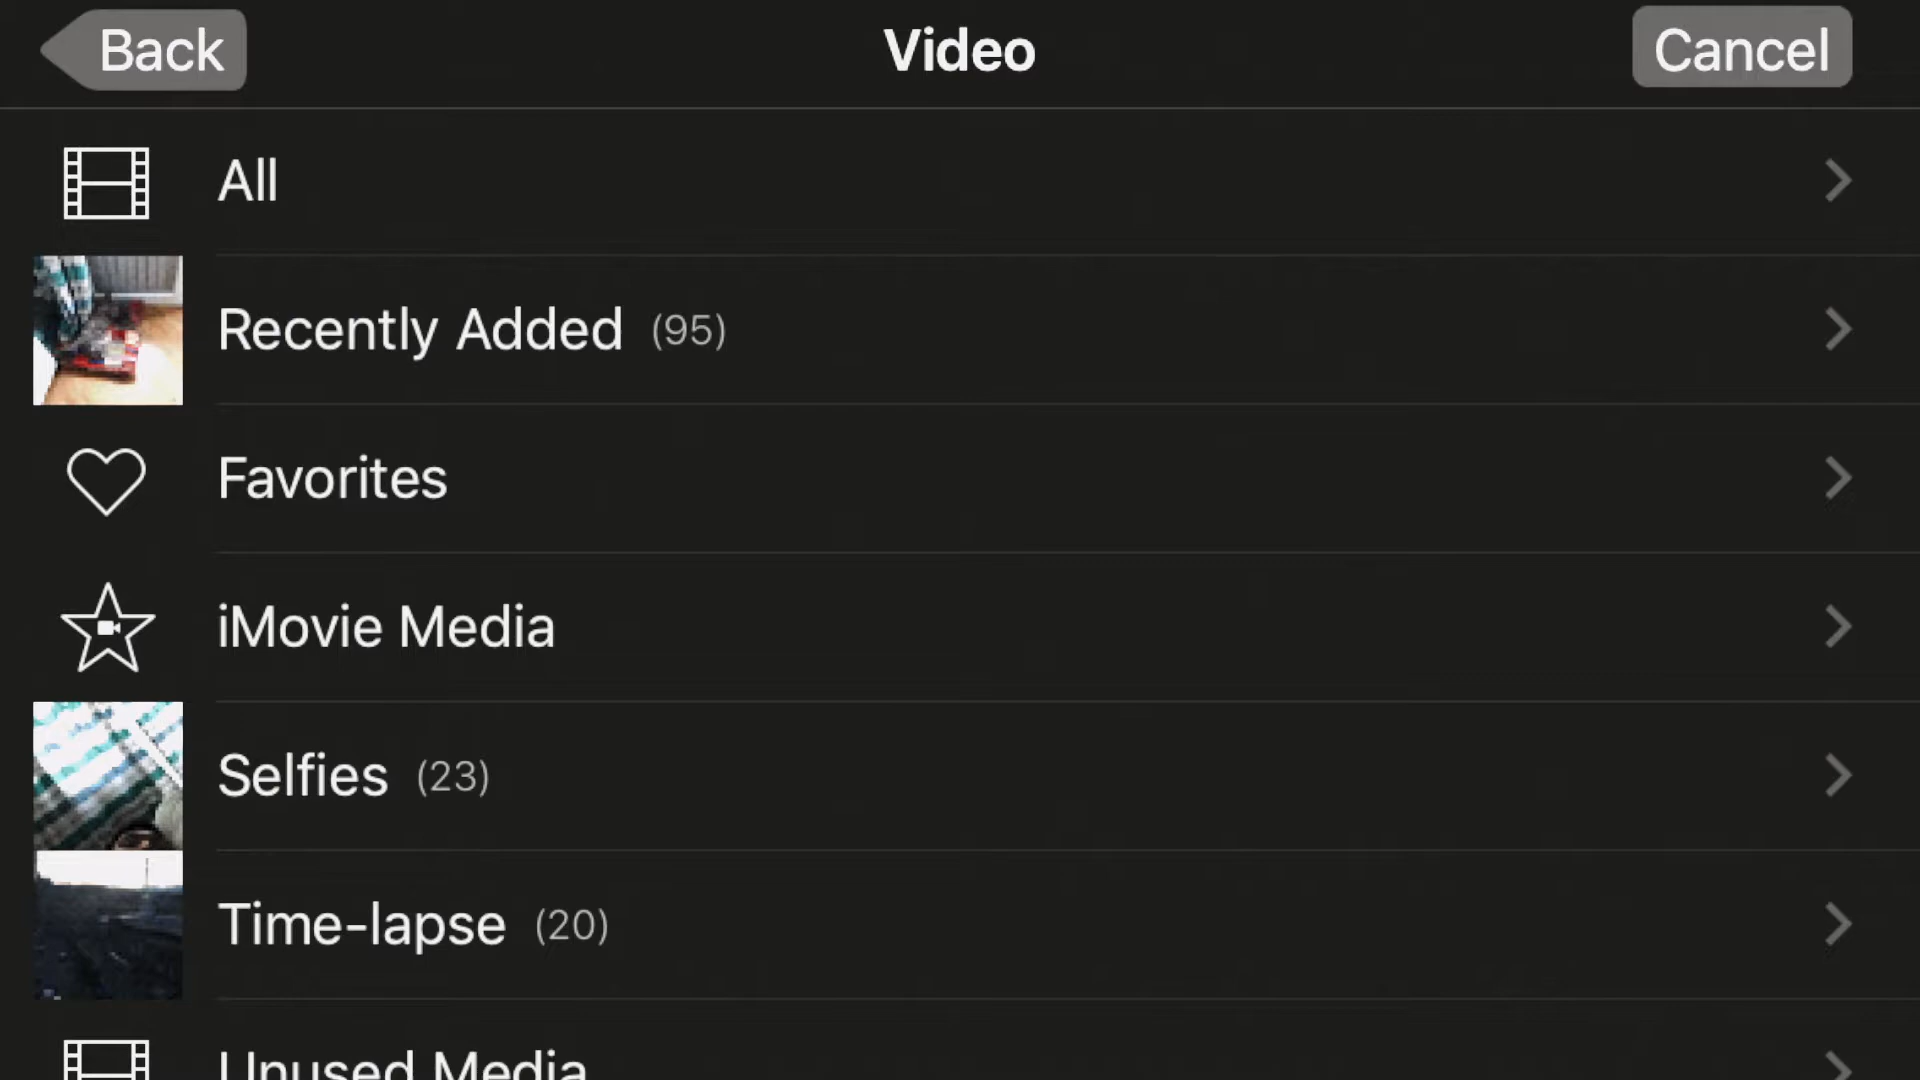 Back
Video
Cancel
All
Recently Added (95)
Favorites
iMovie Media
Selfies (23)
Time-lapse (20)
Unused Media